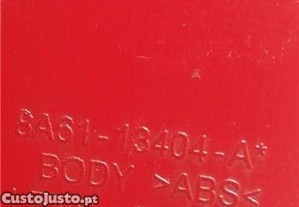 8A61-13404-A*
BODY >ABS<
Custojusto.pt